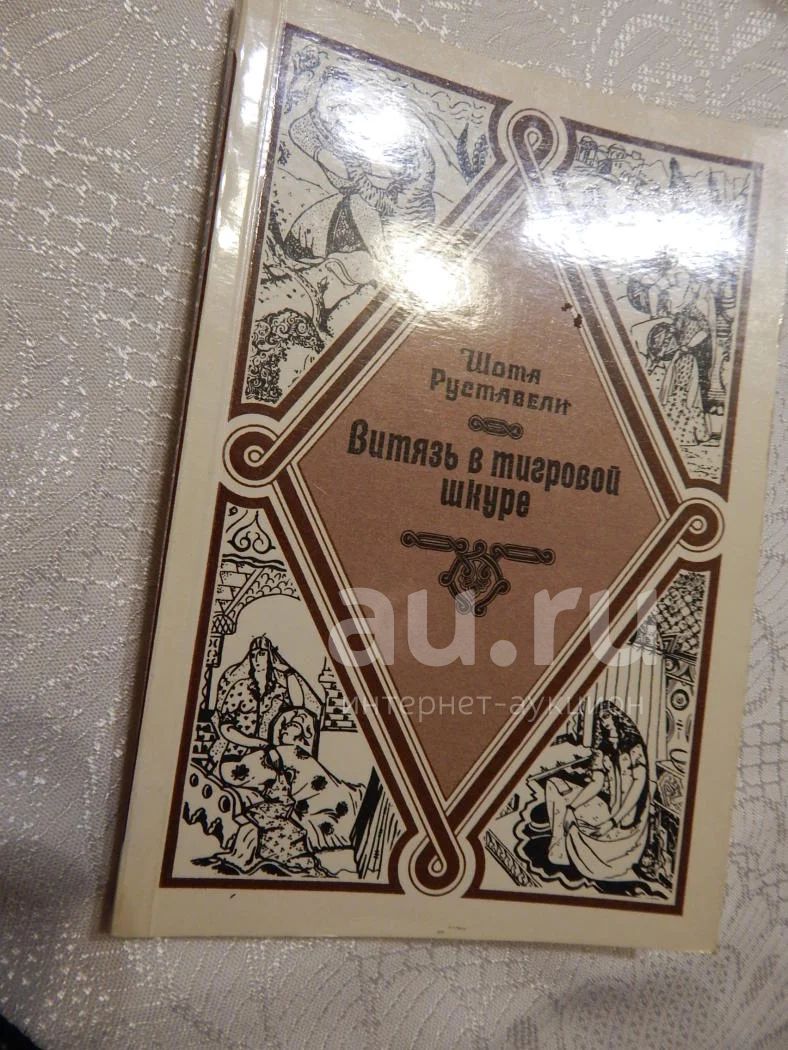 Шота
Руставели
Витязь в тигровой
шкуре
au.ru
интернет-аукцион